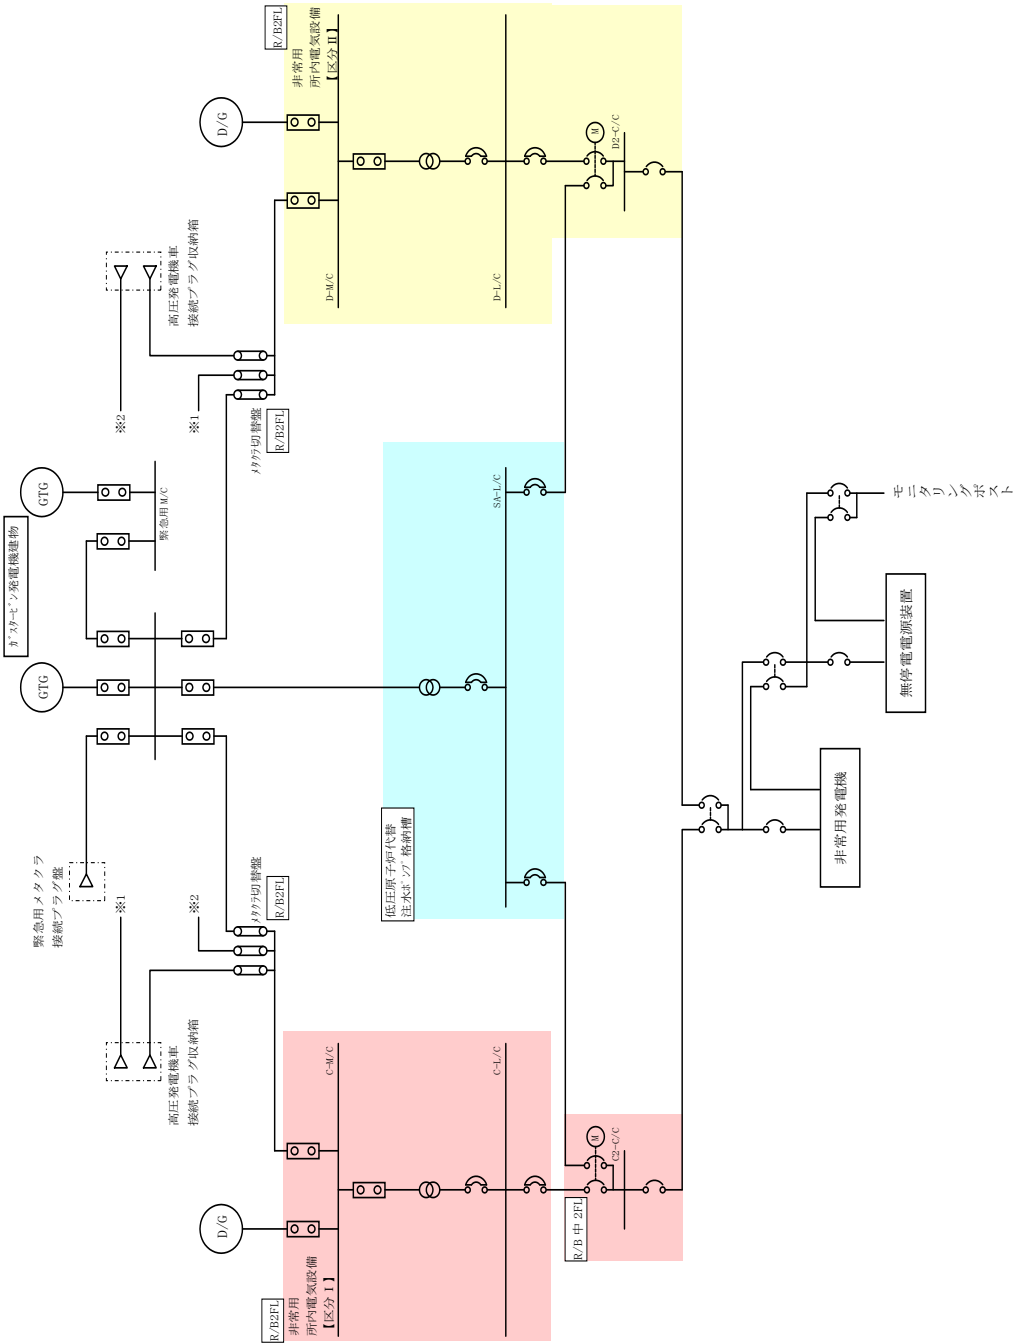 ｶﾞｽﾀｰﾋﾞﾝ発電機建物
GTG
GTG
緊急用 M/C
緊急用メタクラ
接続プラグ盤
高圧発電機車
接続プラグ収納箱
※1
※2
ﾒﾀｸﾗ切替盤
R/B2FL
高圧発電機車
接続プラグ収納箱
※2
※1
ﾒﾀｸﾗ切替盤
R/B2FL
D/G
R/B2FL
非常用
所内電気設備
【区分Ⅰ】
C-M/C
C-L/C
R/B 中 2FL
M
C2-C/C
低圧原子炉代替
注水ﾎﾟﾝﾌﾟ格納槽
SA-L/C
D/G
R/B2FL
非常用
所内電気設備
【区分Ⅱ】
D-M/C
D-L/C
M
D2-C/C
非常用発電機
無停電電源装置
モニタリングポスト